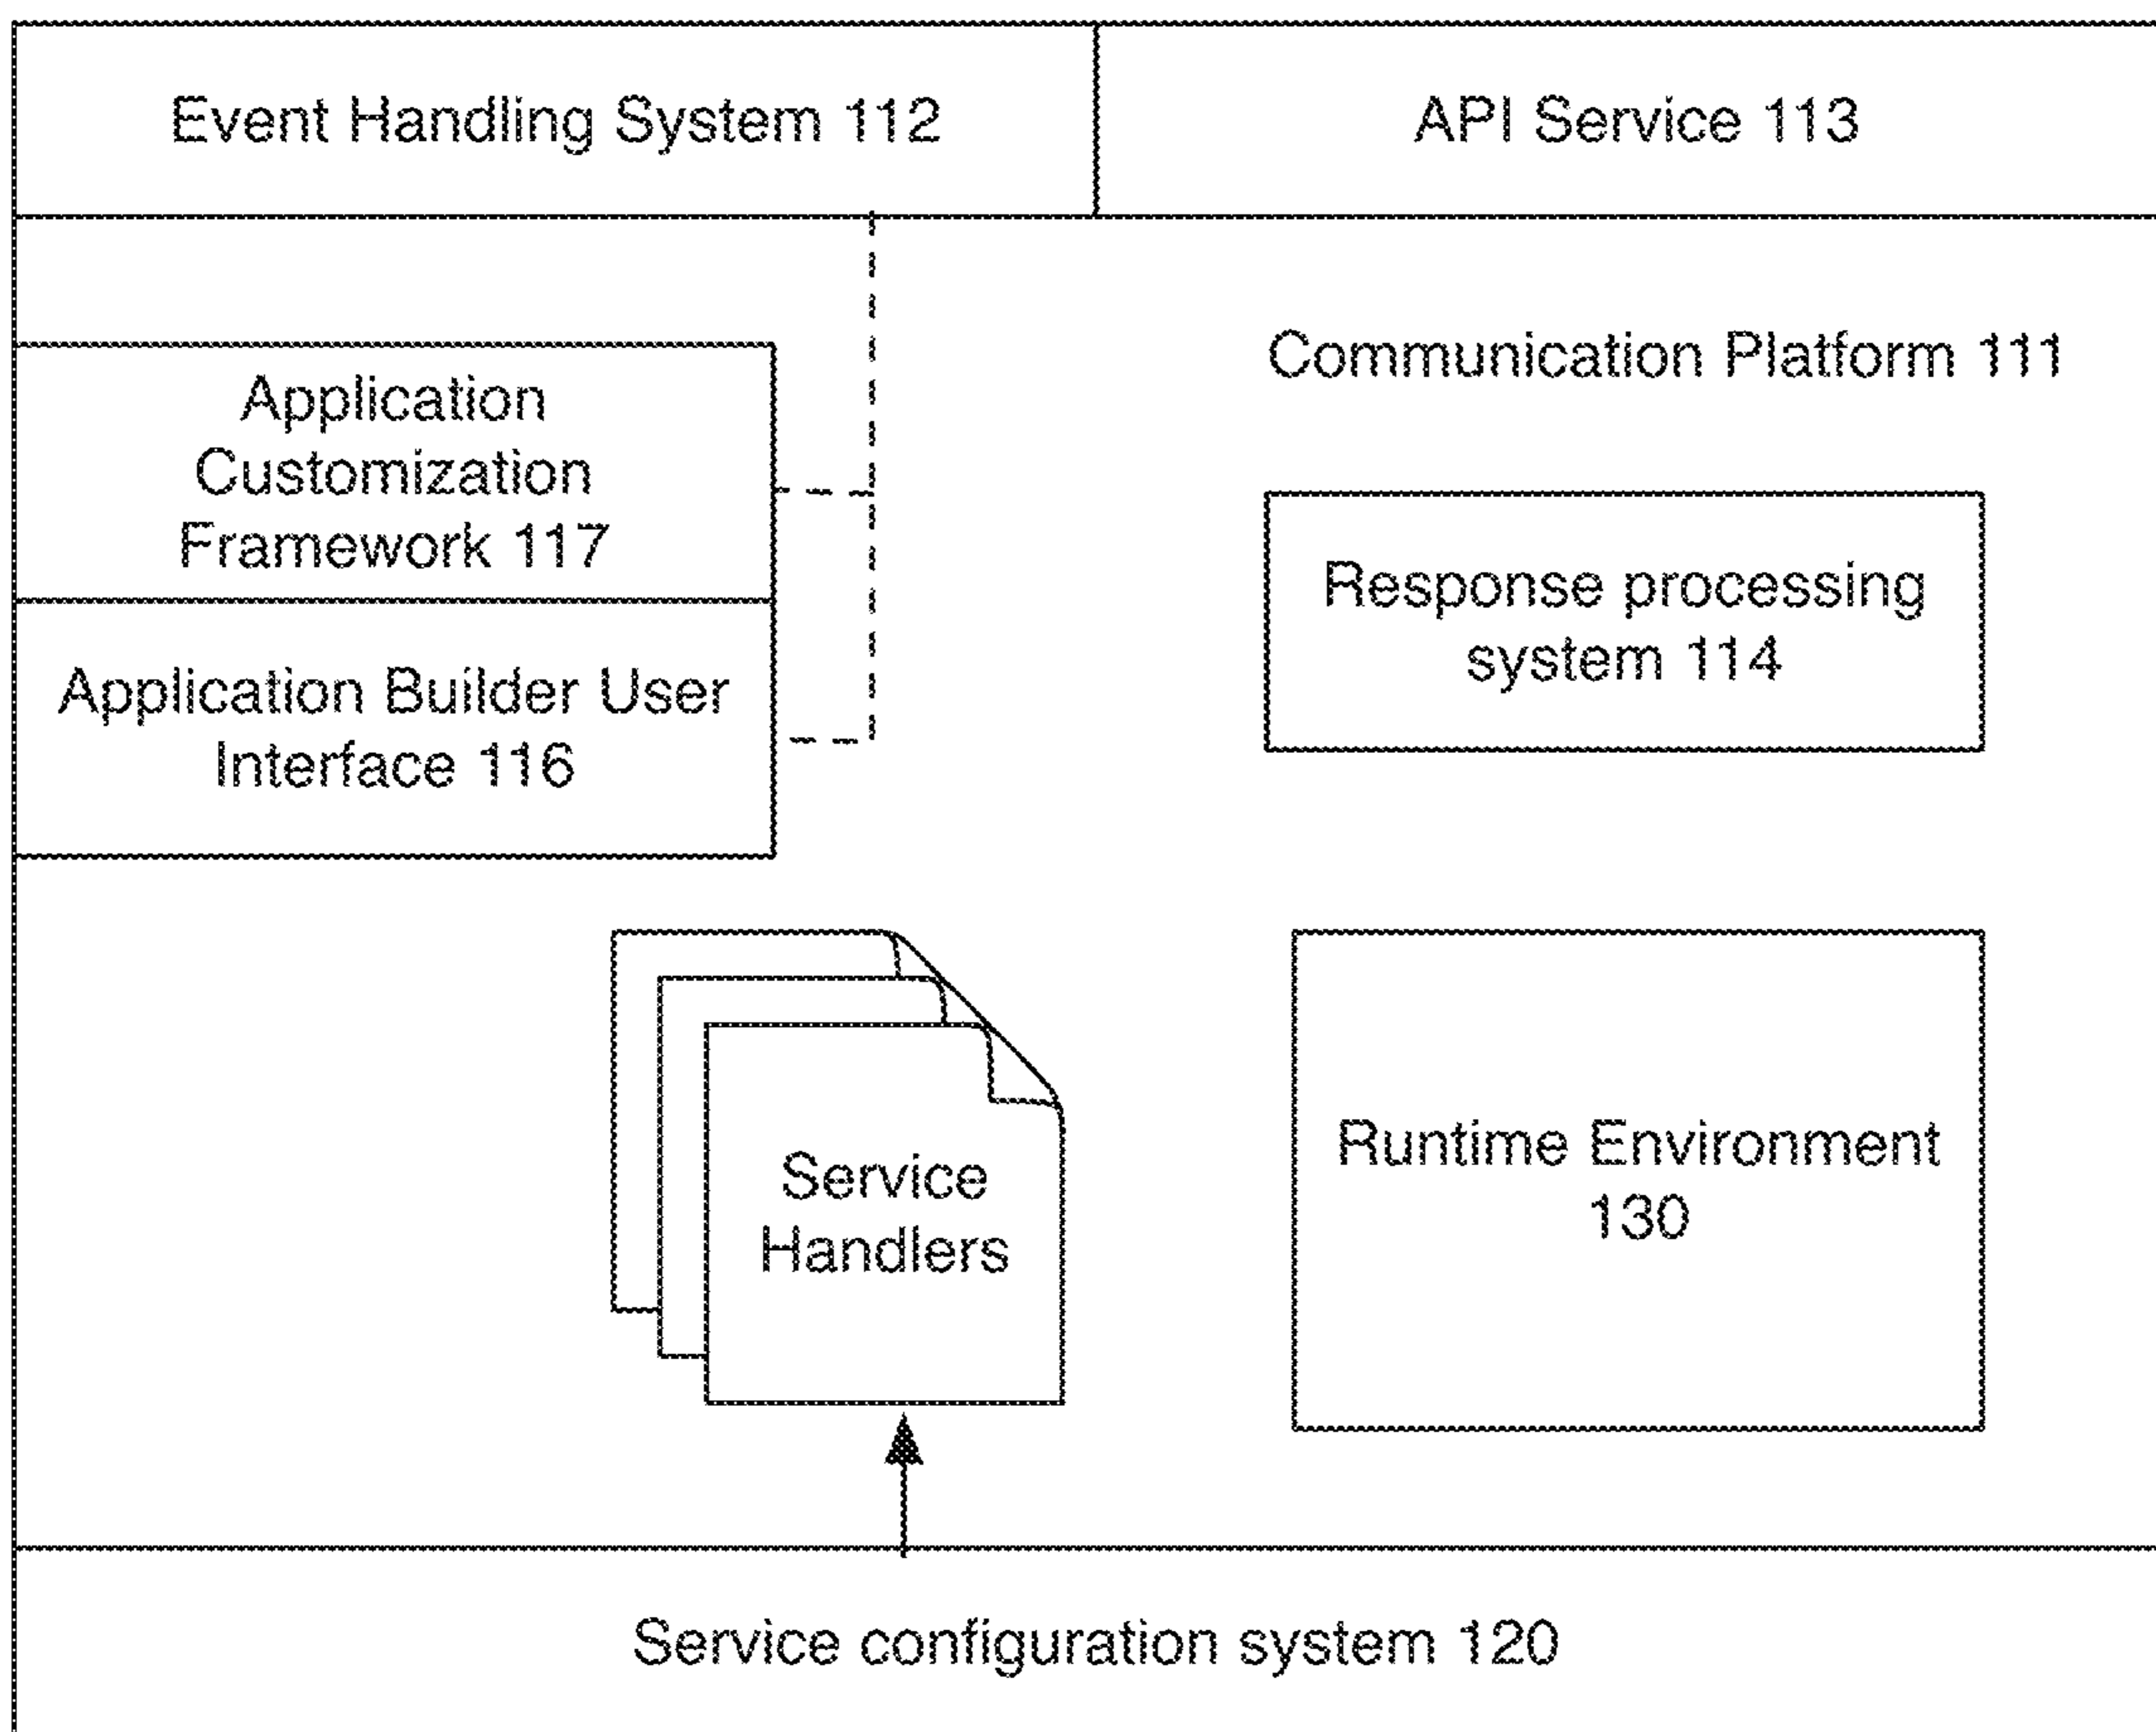 Event Handling System 112
API Service 113
Communication Platform 111
Application
Customization
Framework 117
Application Builder User
Interface 116
Response processing
system 114
Service
Handlers
Runtime Environment
130
Service configuration system 120